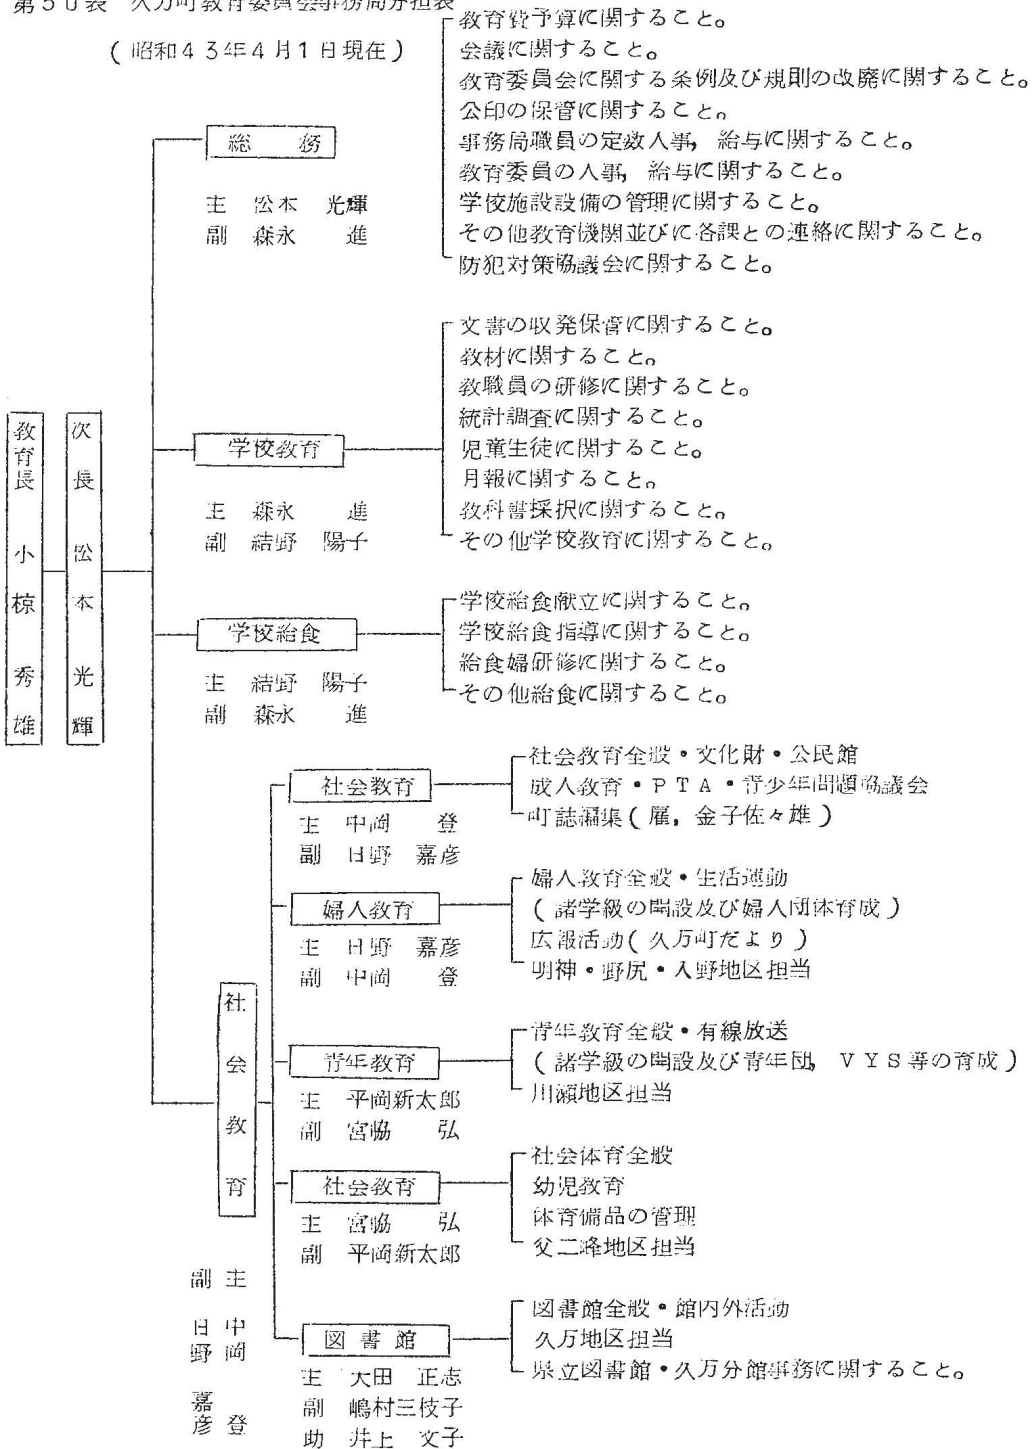 第50表 久万町教育委員会事務局分担表
(昭和43年4月1日現在)
教育長 小椋秀雄
次長 松本光輝
総務
主 松本 光輝
副 森永 進
教育費予算に関すること。
会議に関すること。
教育委員会に関する条例及び規則の改廃に関すること。
公印の保管に関すること。
事務局職員の定数人事,給与に関すること。
教育委員の人事,給与に関すること。
学校施設設備の管理に関すること。
その他教育機関並びに各課との連絡に関すること。
防犯対策協議会に関すること。
学校教育
主 森永 進
副 結野 陽子
文書の収発保管に関すること。
教材に関すること。
教職員の研修に関すること。
統計調査に関すること。
児童生徒に関すること。
月報に関すること。
教科書採択に関すること。
その他学校教育に関すること。
学校給食
主 結野 陽子
副 森永 進
学校給食献立に関すること。
学校給食指導に関すること。
給食婦研修に関すること。
その他給食に関すること。
社会教育
主 中岡 登
副 日野 嘉彦
社会教育
主 中岡 登
副 日野 嘉彦
社会教育全般・文化財・公民館
成人教育・PTA・青少年問題協議会
町誌編集(雇,金子佐々雄)
婦人教育
主 日野 嘉彦
副 中岡 登
婦人教育全般・生活運動
(諸学級の開設及び婦人団体育成)
広報活動(久万町だより)
明神・野尻・入野地区担当
青年教育
主 平岡新太郎
副 宮脇 弘
青年教育全般・有線放送
(諸学級の開設及び青年団,VYS等の育成)
川瀬地区担当
社会教育
主 宮脇 弘
副 平岡新太郎
社会体育全般
幼児教育
体育備品の管理
父二峰地区担当
図書館
主 大田 正志
副 嶋村三枝子
助 井上 文子
図書館全般・館内外活動
久万地区担当
県立図書館・久万分館事務に関すること。